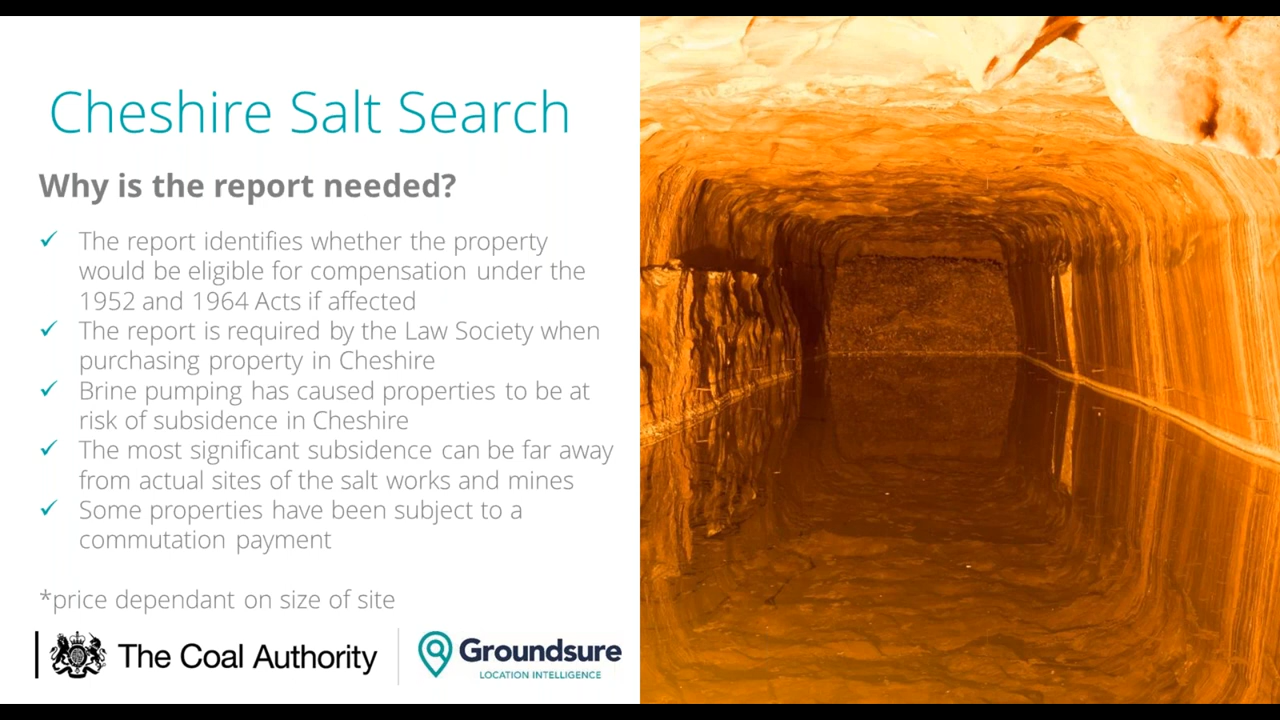 Cheshire Salt Search
Why is the report needed?
✓ The report identifies whether the property
would be eligible for compensation under the
1952 and 1964 Acts if affected
✓ The report is required by the Law Society when
purchasing property in Cheshire
✓ Brine pumping has caused properties to be at
risk of subsidence in Cheshire
✓ The most significant subsidence can be far away
from actual sites of the salt works and mines
✓ Some properties have been subject to a
commutation payment
*price dependant on size of site
The Coal Authority
Groundsure
LOCATION INTELLIGENCE